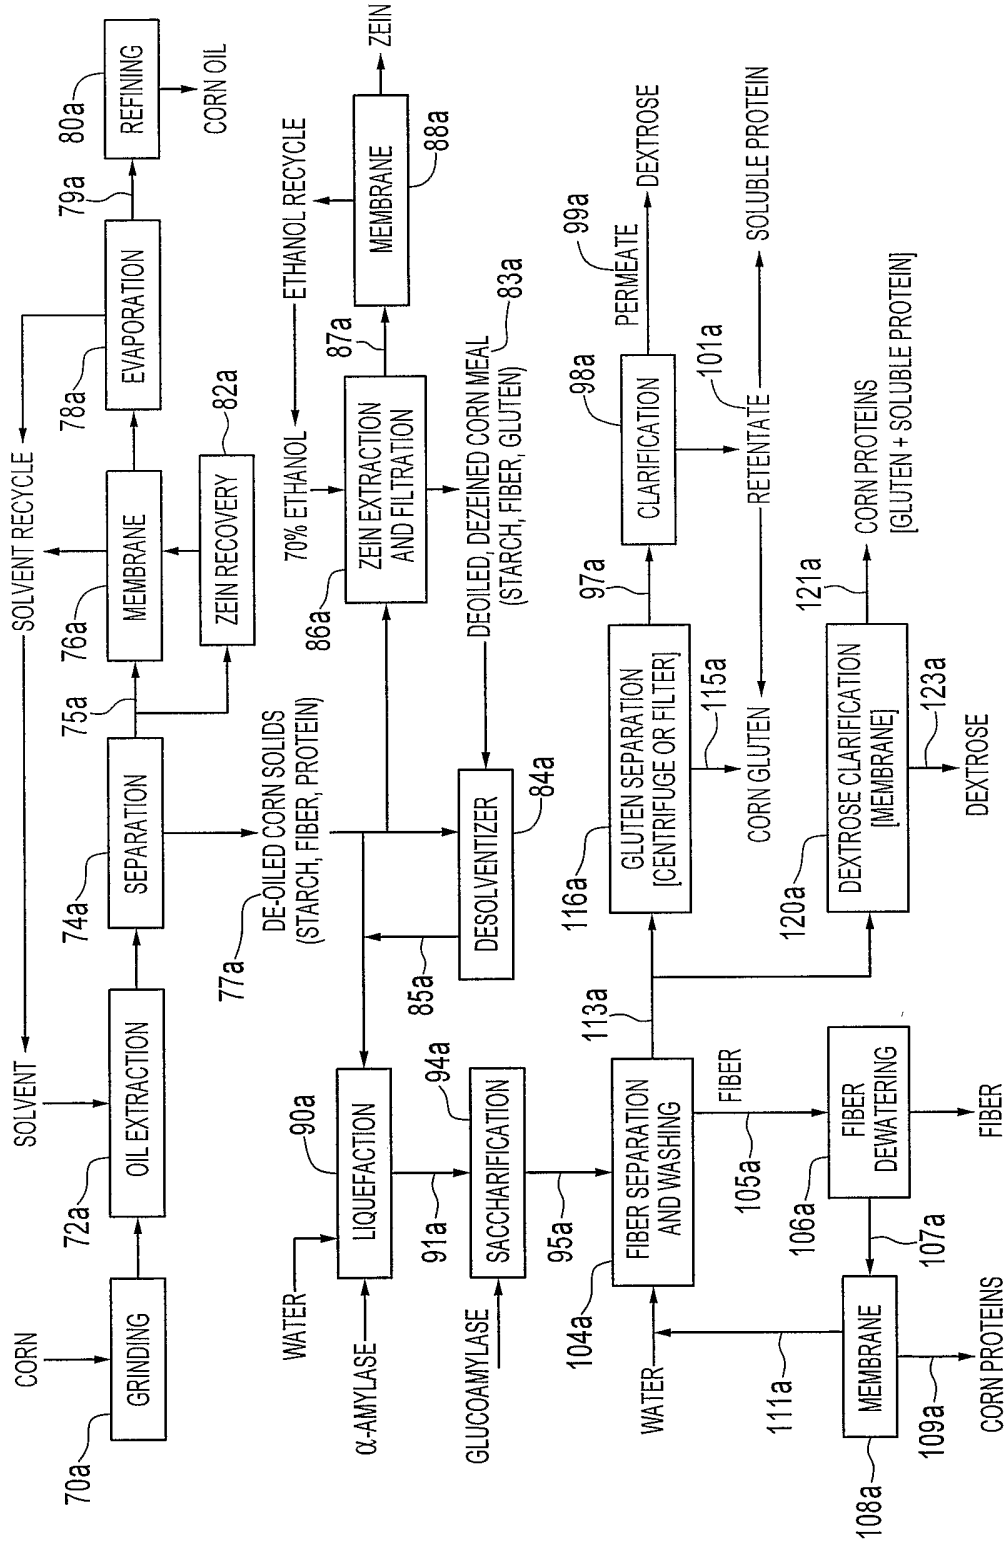 CORN
70a
GRINDING
SOLVENT
72a
OIL EXTRACTION
74a
SEPARATION
75a
SOLVENT RECYCLE
76a
MEMBRANE
ZEIN RECOVERY
82a
78a
EVAPORATION
79a
80a
REFINING
CORN OIL
77a
DE-OILED CORN SOLIDS
(STARCH, FIBER, PROTEIN)
70% ETHANOL
ETHANOL RECYCLE
86a
ZEIN EXTRACTION
AND FILTRATION
87a
MEMBRANE
88a
ZEIN
DEOILED, DEZEINED CORN MEAL
(STARCH, FIBER, GLUTEN)
83a
DESOLVENTIZER
84a
85a
WATER
α-AMYLASE
90a
LIQUEFACTION
91a
GLUCOAMYLASE
94a
SACCHARIFICATION
95a
WATER
104a
FIBER SEPARATION
AND WASHING
113a
FIBER
105a
106a
FIBER
DEWATERING
FIBER
107a
108a
MEMBRANE
109a
CORN PROTEINS
111a
116a
GLUTEN SEPARATION
[CENTRIFUGE OR FILTER]
115a
CORN GLUTEN
97a
98a
CLARIFICATION
PERMEATE
99a
DEXTROSE
RETENTATE
101a
SOLUBLE PROTEIN
120a
DEXTROSE CLARIFICATION
[MEMBRANE]
121a
CORN PROTEINS
[GLUTEN + SOLUBLE PROTEIN]
123a
DEXTROSE